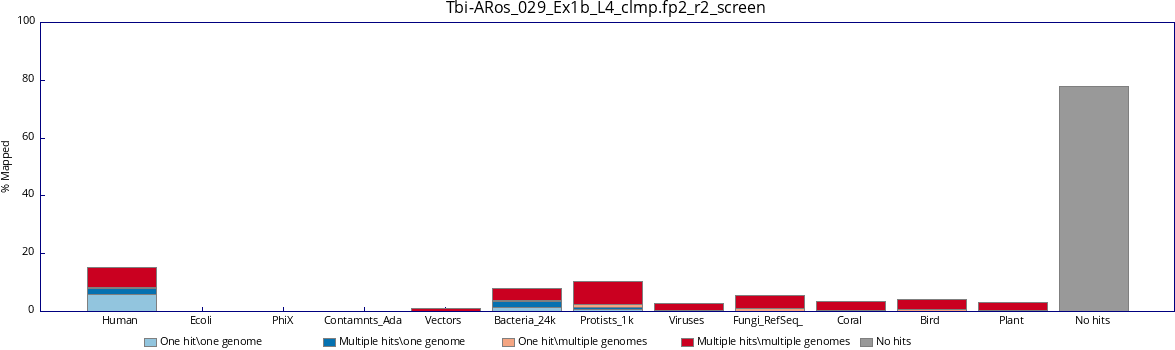 Tbi-ARos_029_Ex1b_L4_clmp.fp2_r2_screen
100
80
60
40
20
0
% Mapped
Human Ecoli PhiX Contamnts_Ada Vectors Bacteria_24k Protists_1k Viruses Fungi_RefSeq_ Coral Bird Plant No hits
One hit\one genome Multiple hits\one genome One hit\multiple genomes Multiple hits\multiple genomes No hits